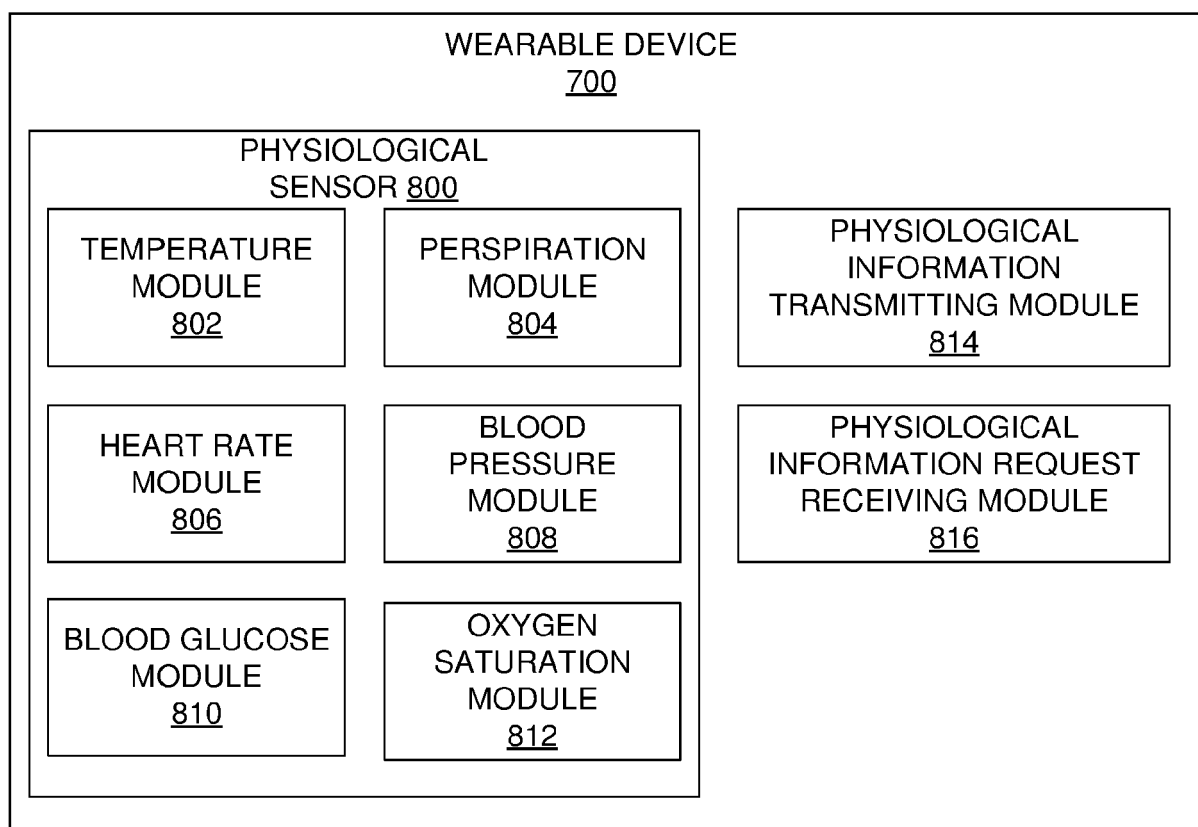 WEARABLE DEVICE
700
PHYSIOLOGICAL
SENSOR 800
TEMPERATURE
MODULE
802
PERSPIRATION
MODULE
804
PHYSIOLOGICAL
INFORMATION
TRANSMITTING MODULE
814
HEART RATE
MODULE
806
BLOOD
PRESSURE
MODULE
808
PHYSIOLOGICAL
INFORMATION REQUEST
RECEIVING MODULE
816
BLOOD GLUCOSE
MODULE
810
OXYGEN
SATURATION
MODULE
812